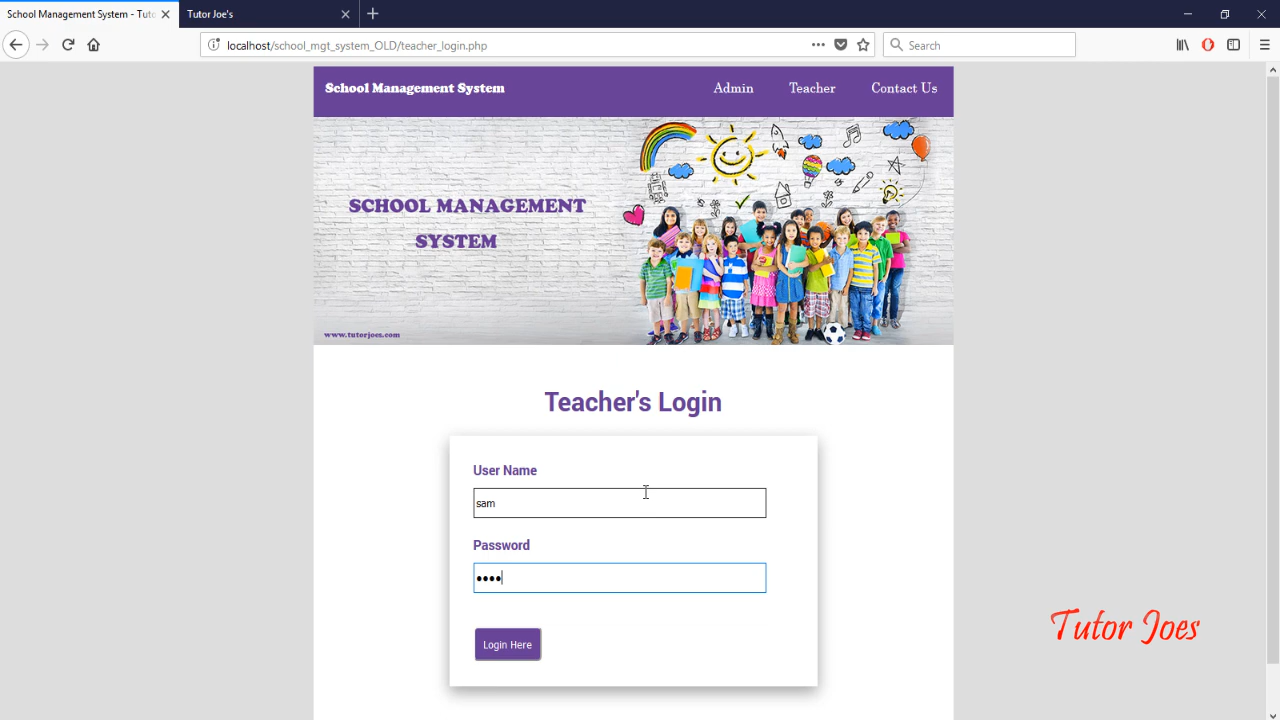 School Management System - Tuto
Tutor Joe's
localhost/school_mgt_system_OLD/teacher_login.php
Search
School Management System
Admin
Teacher
Contact Us
SCHOOL MANAGEMENT
SYSTEM
www.tutorjoes.com
Teacher's Login
User Name
sam
Password
••••
Login Here
Tutor Joes